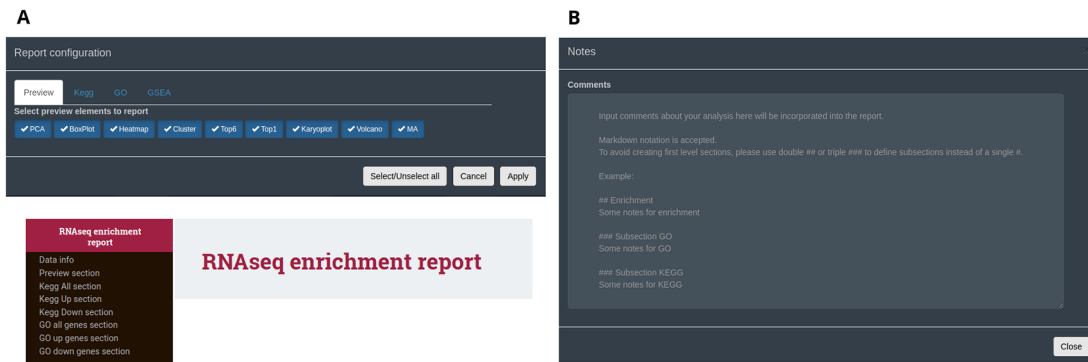 A
Report configuration
Preview Kegg GO GSEA
Select preview elements to report
PCA BoxPlot Heatmap Cluster Top6 Top1 Karyoplot Volcano MA
Select/Unselect all Cancel Apply
RNAseq enrichment
report
Data info
Preview section
Kegg All section
Kegg Up section
Kegg Down section
GO all genes section
GO up genes section
GO down genes section
RNAseq enrichment report
B
Notes
Comments
Input comments about your analysis here will be incorporated into the report.
Markdown notation is accepted.
To avoid creating first level sections, please use double ## or triple ### to define subsections instead of a single #.
Example:
## Enrichment
Some notes for enrichment
### Subsection GO
Some notes for GO
### Subsection KEGG
Some notes for KEGG
Close